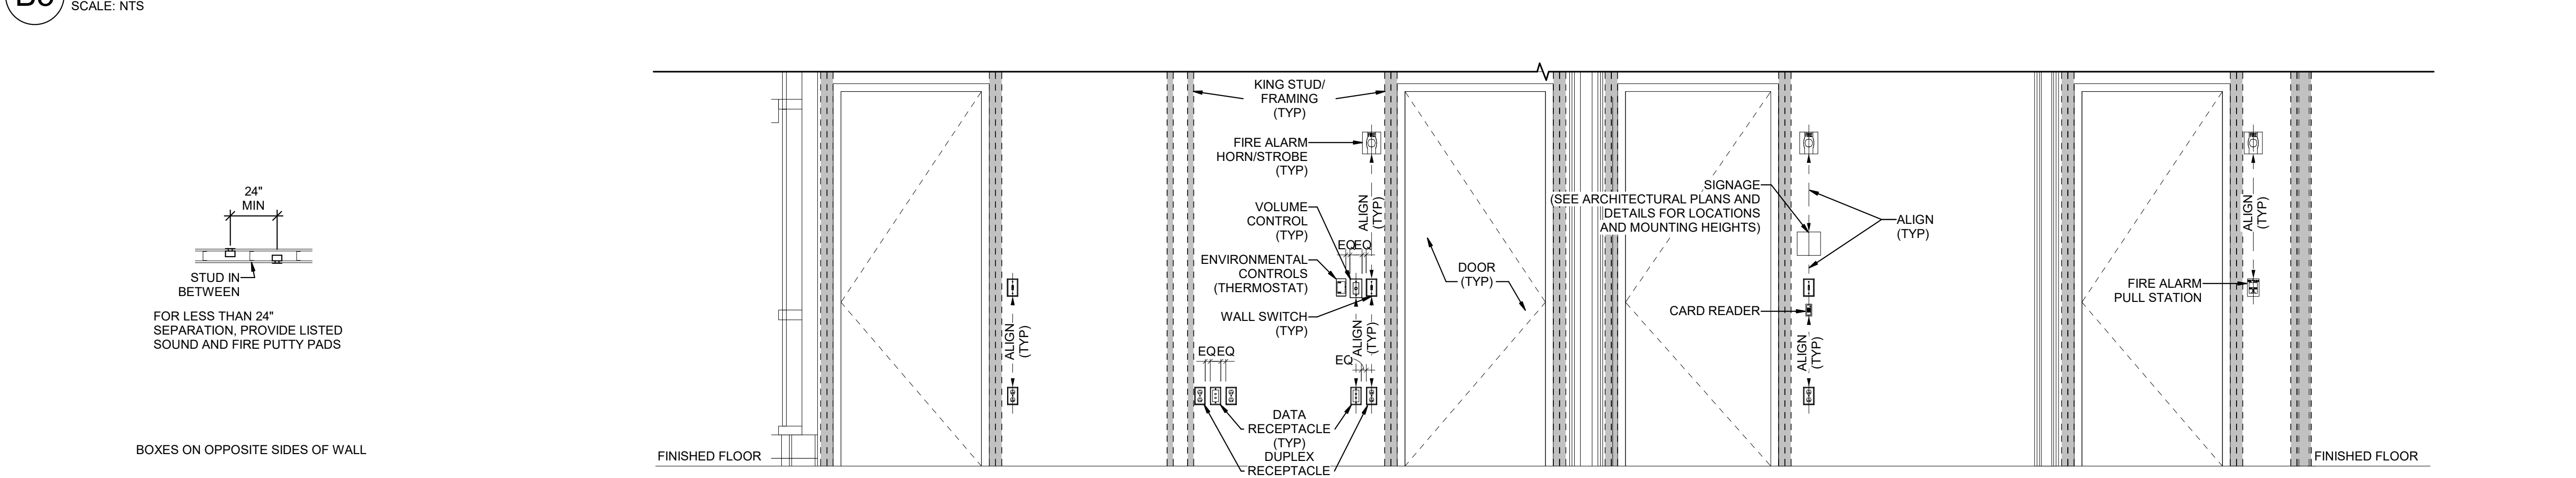 SCALE: NTS
24"
MIN
STUD IN
BETWEEN
FOR LESS THAN 24"
SEPARATION, PROVIDE LISTED
SOUND AND FIRE PUTTY PADS
BOXES ON OPPOSITE SIDES OF WALL
FINISHED FLOOR
ALIGN
(TYP)
KING STUD/
FRAMING
(TYP)
FIRE ALARM
HORN/STROBE
(TYP)
VOLUME
CONTROL
(TYP)
ENVIRONMENTAL
CONTROLS
(THERMOSTAT)
WALL SWITCH
(TYP)
EQ
EQ
DATA
RECEPTACLE
(TYP)
DUPLEX
RECEPTACLE
ALIGN
(TYP)
EQ
EQ
ALIGN
(TYP)
EQ
DOOR
(TYP)
SIGNAGE
(SEE ARCHITECTURAL PLANS AND
DETAILS FOR LOCATIONS
AND MOUNTING HEIGHTS)
CARD READER
ALIGN
(TYP)
ALIGN
(TYP)
FIRE ALARM
PULL STATION
ALIGN
(TYP)
FINISHED FLOOR